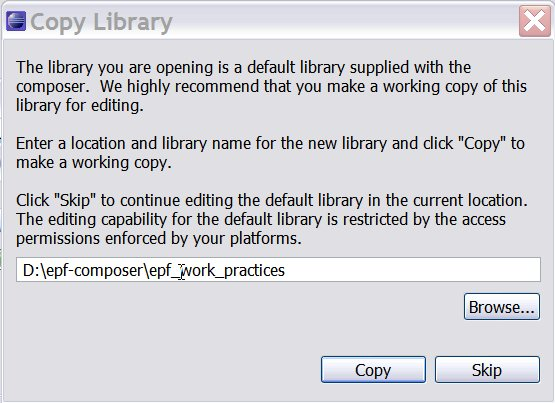 Copy Library
The library you are opening is a default library supplied with the
composer.  We highly recommend that you make a working copy of this
library for editing.
Enter a location and library name for the new library and click "Copy" to
make a working copy.
Click "Skip" to continue editing the default library in the current location.
The editing capability for the default library is restricted by the access
permissions enforced by your platforms.
D:\epf-composer\epf_work_practices
Browse...
Copy
Skip